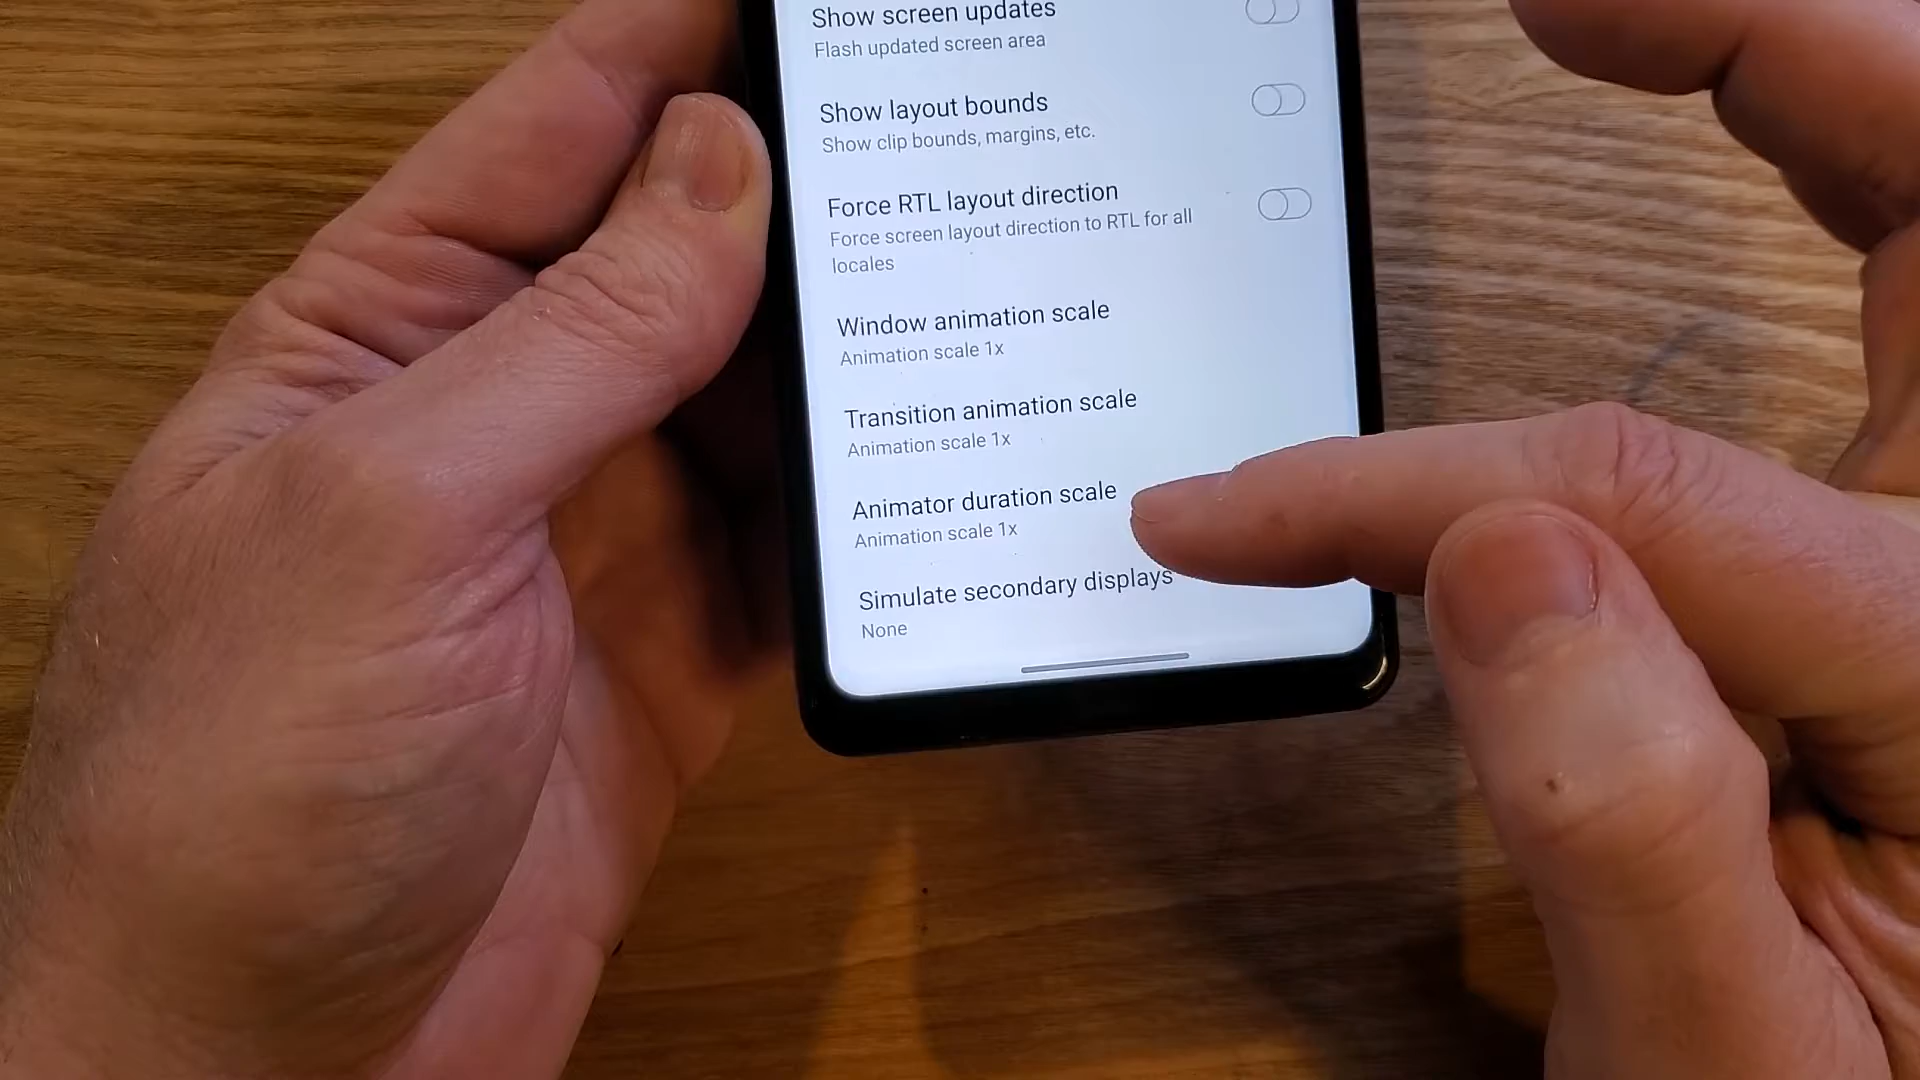 Show screen updates
Flash updated screen area
Show layout bounds
Show clip bounds, margins, etc.
Force RTL layout direction
Force screen layout direction to RTL for all
locales
Window animation scale
Animation scale 1x
Transition animation scale
Animation scale 1x
Animator duration scale
Animation scale 1x
Simulate secondary displays
None